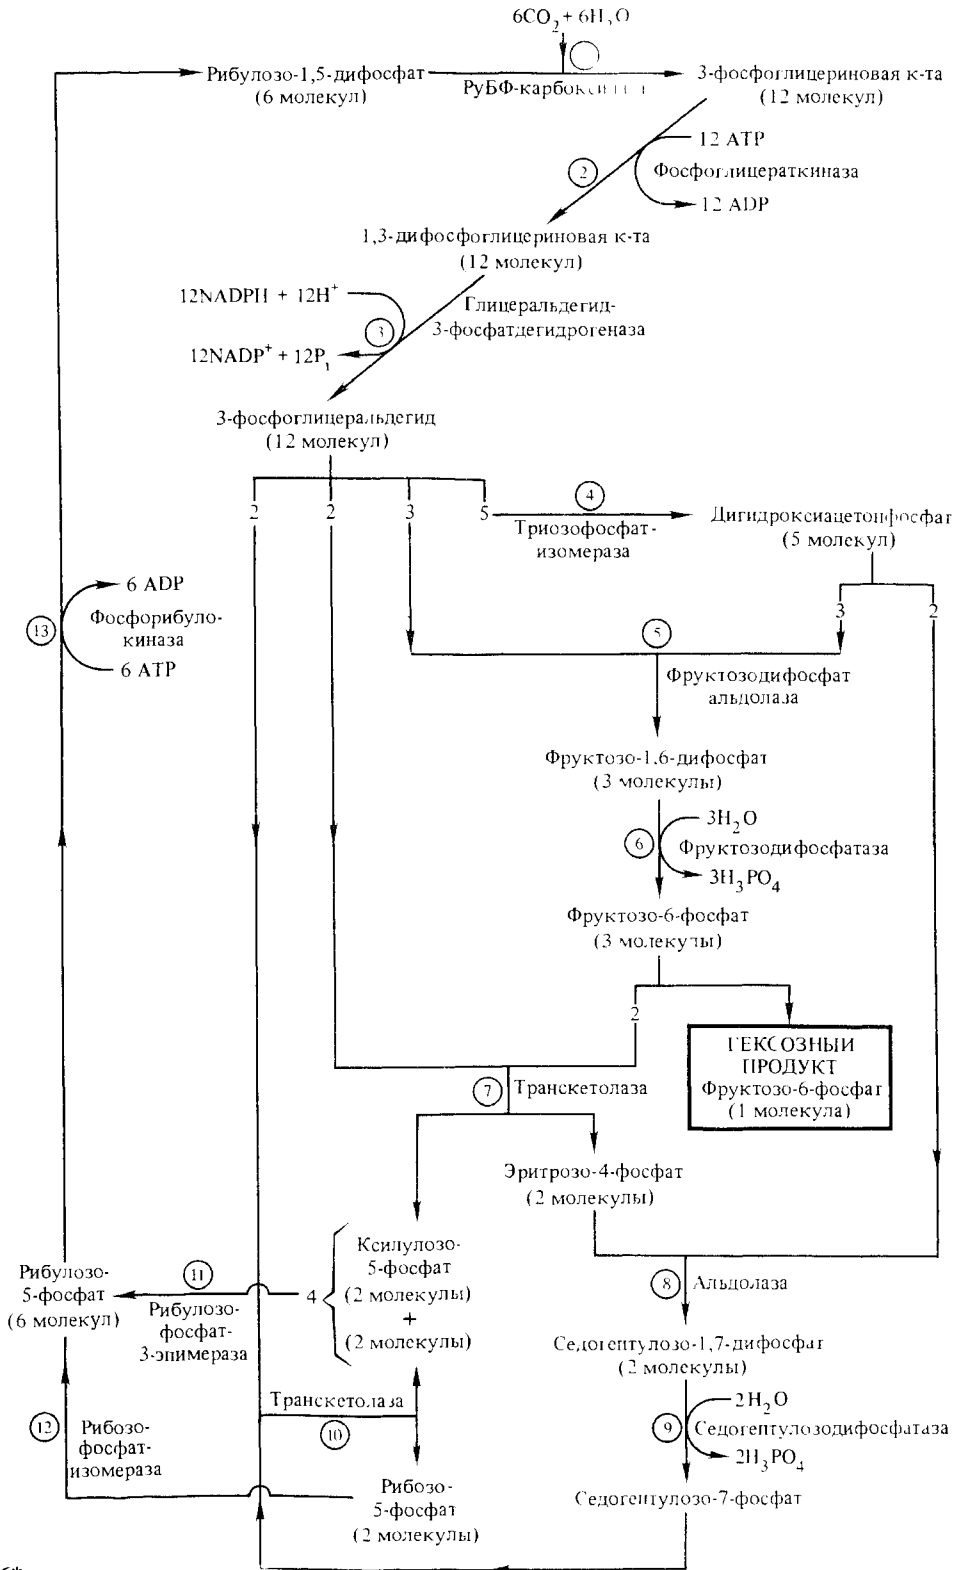 6CO2 + 6H2O
Рибулозо-1,5-дифосфат
(6 молекул)
3-фосфоглицериновая к-та
(12 молекул)
12 ATP
Фосфоглицераткиназа
2
12 ADP
1,3-дифосфоглицериновая к-та
(12 молекул)
12NADPH + 12H+
Глицеральдегид-
3-фосфатдегидрогеназа
3
12NADP+ + 12Pi
3-фосфоглицеральдегид
(12 молекул)
2
2
3
5
4
Триозофосфат-
изомераза
Дигидроксиацетонфосфат
(5 молекул)
6 ADP
Фосфорибуло-
киназа
13
6 ATP
3
2
5
Фруктозодифосфат
альдолаза
Фруктозо-1,6-дифосфат
(3 молекулы)
3H2O
6
Фруктозодифосфатаза
3H3PO4
Фруктозо-6-фосфат
(3 молекулы)
2
ГЕКСОЗНЫЙ
ПРОДУКТ
Фруктозо-6-фосфат
(1 молекула)
7
Транскетолаза
Эритрозо-4-фосфат
(2 молекулы)
Ксилулозо-
5-фосфат
(2 молекулы)
+
(2 молекулы)
4
11
Рибулозо-
фосфат-
3-эпимераза
Рибулозо-
5-фосфат
(6 молекул)
8
Альдолаза
Седогептулозо-1,7-дифосфат
(2 молекулы)
Транскетолаза
10
2H2O
9
Седогептулозодифосфатаза
2H3PO4
12
Рибозо-
фосфат-
изомераза
Рибозо-
5-фосфат
(2 молекулы)
Седогептулозо-7-фосфат